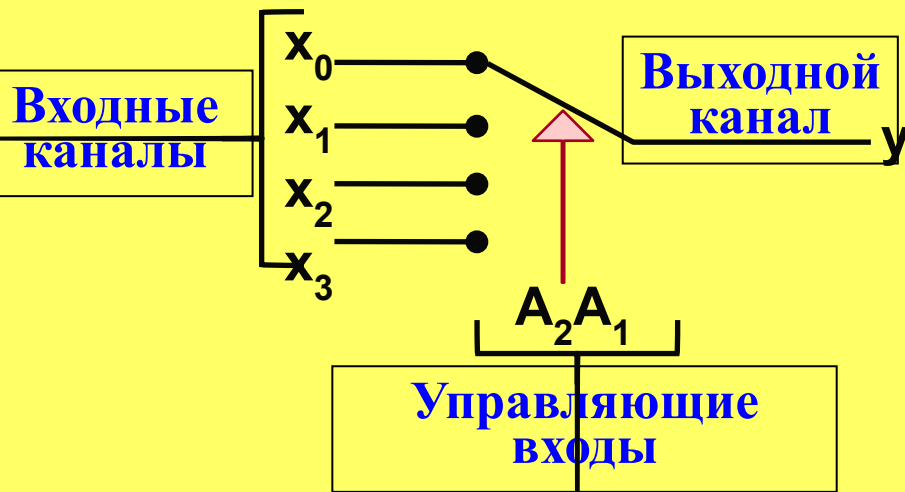 Входные
каналы
x₀
x₁
x₂
x₃
Выходной
канал
y
A₂A₁
Управляющие
входы